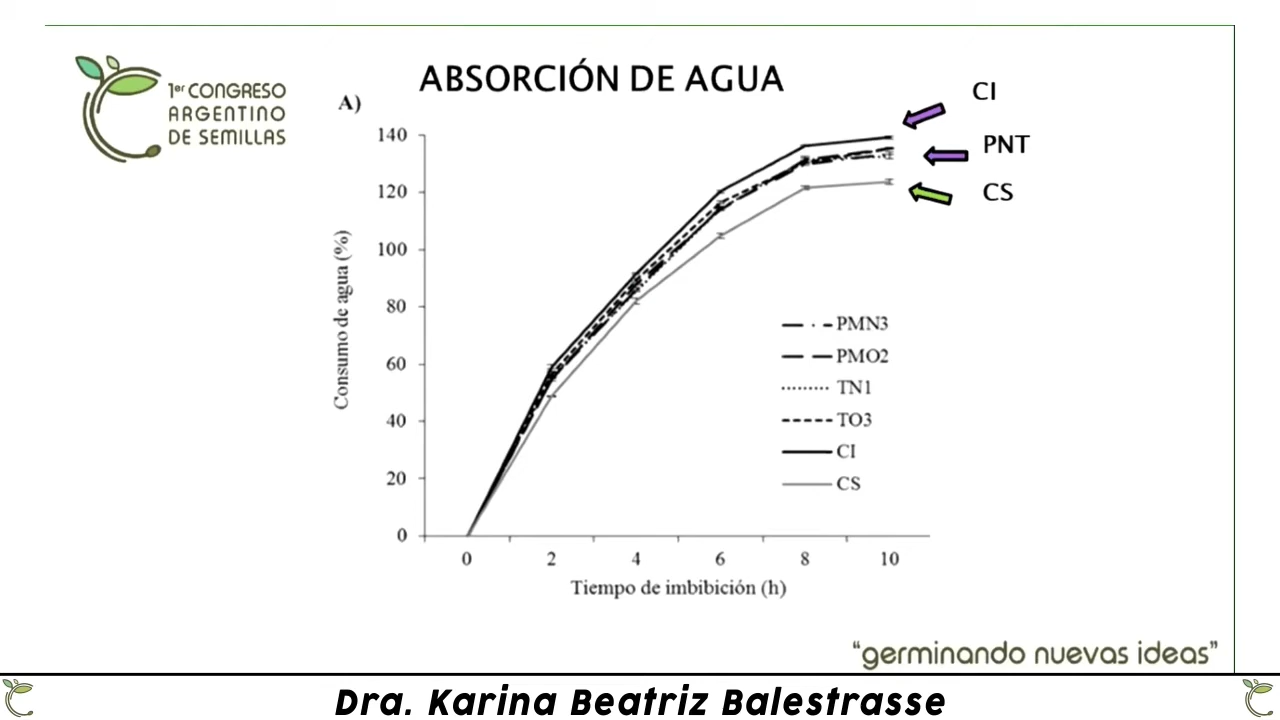 1er CONGRESO
ARGENTINO
DE SEMILLAS
ABSORCIÓN DE AGUA
A)
CI
PNT
CS
Consumo de agua (%)
140
120
100
80
60
40
20
0
PMN3
PMO2
TN1
TO3
CI
CS
0 2 4 6 8 10
Tiempo de imbibición (h)
“germinando nuevas ideas”
Dra. Karina Beatriz Balestrasse